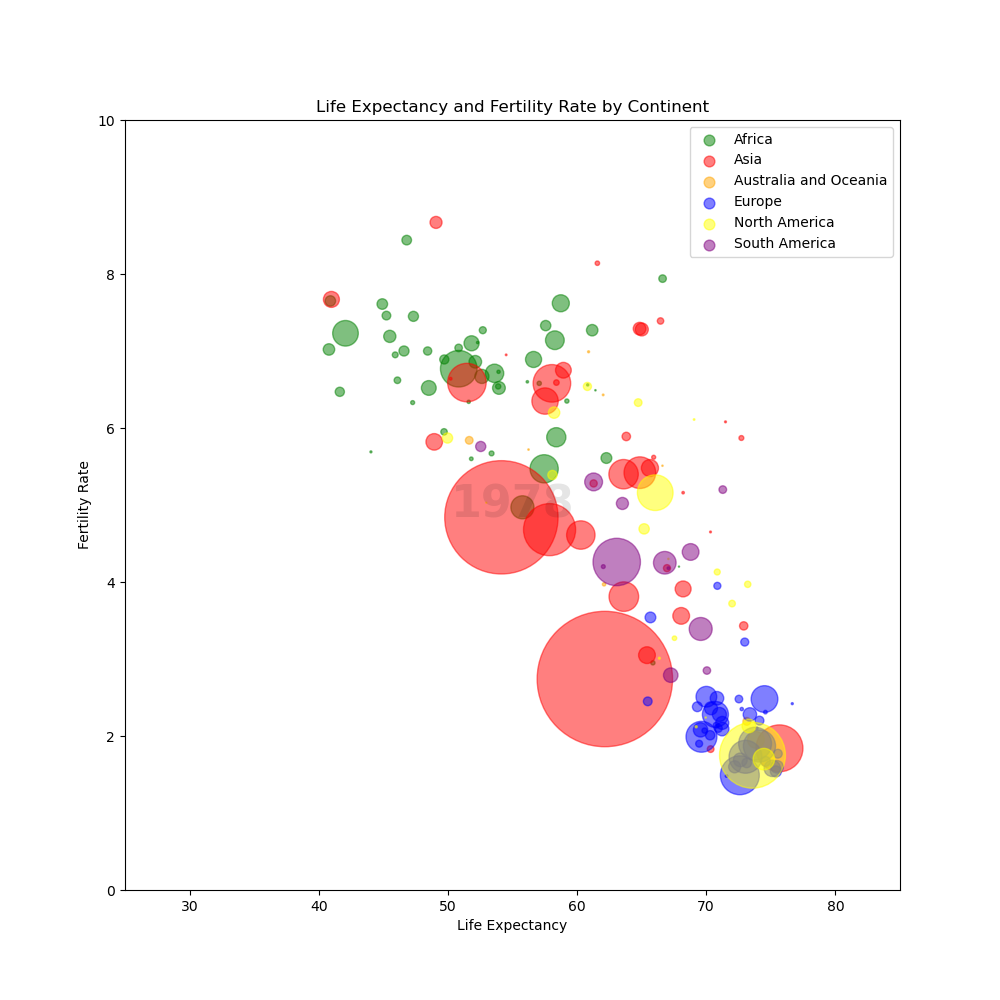 Life Expectancy and Fertility Rate by Continent
10
8
6
4
2
0
Fertility Rate
Africa
Asia
Australia and Oceania
Europe
North America
South America
1978
30 40 50 60 70 80
Life Expectancy